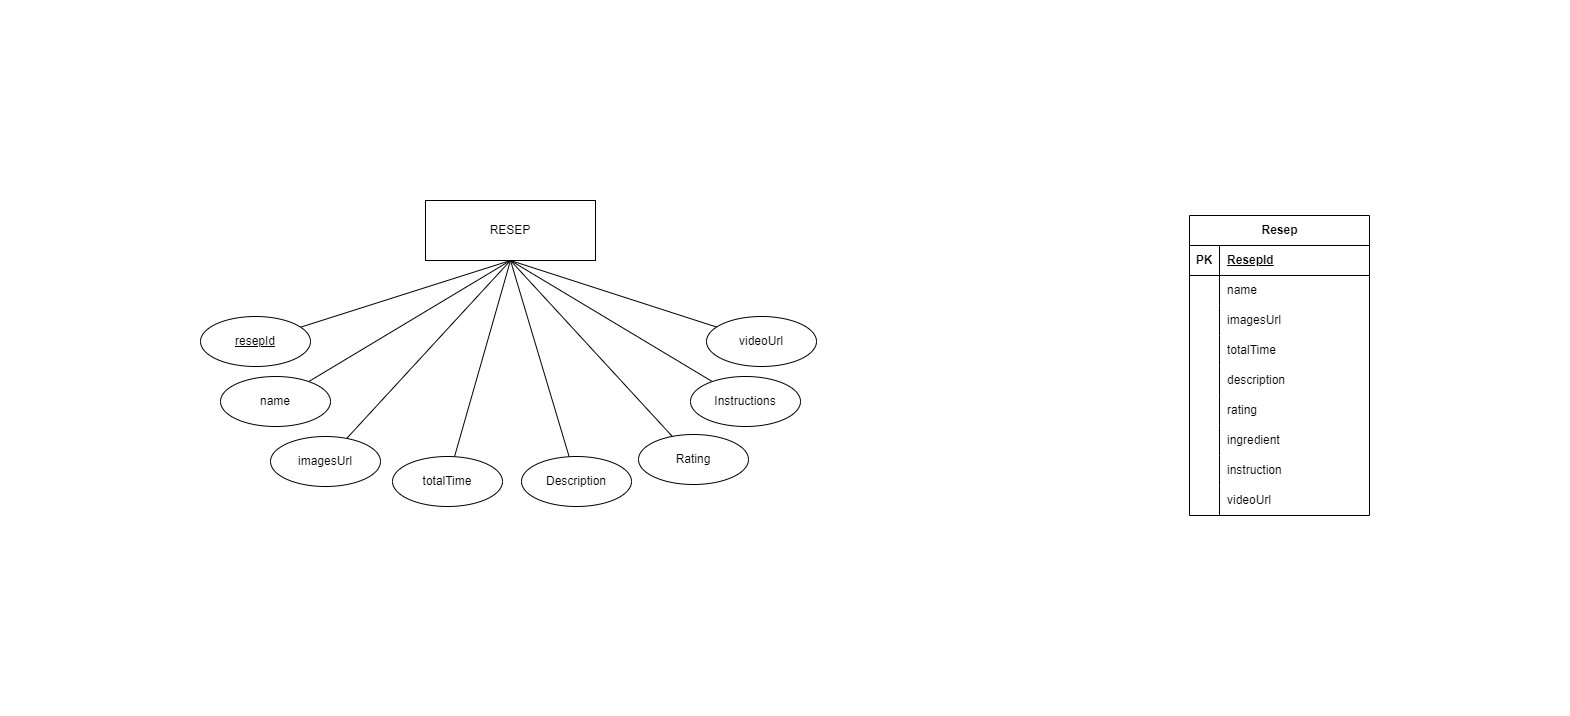 RESEP
resepId
name
imagesUrl
totalTime
Description
Rating
Instructions
videoUrl
Resep
PK ResepId
name
imagesUrl
totalTime
description
rating
ingredient
instruction
videoUrl